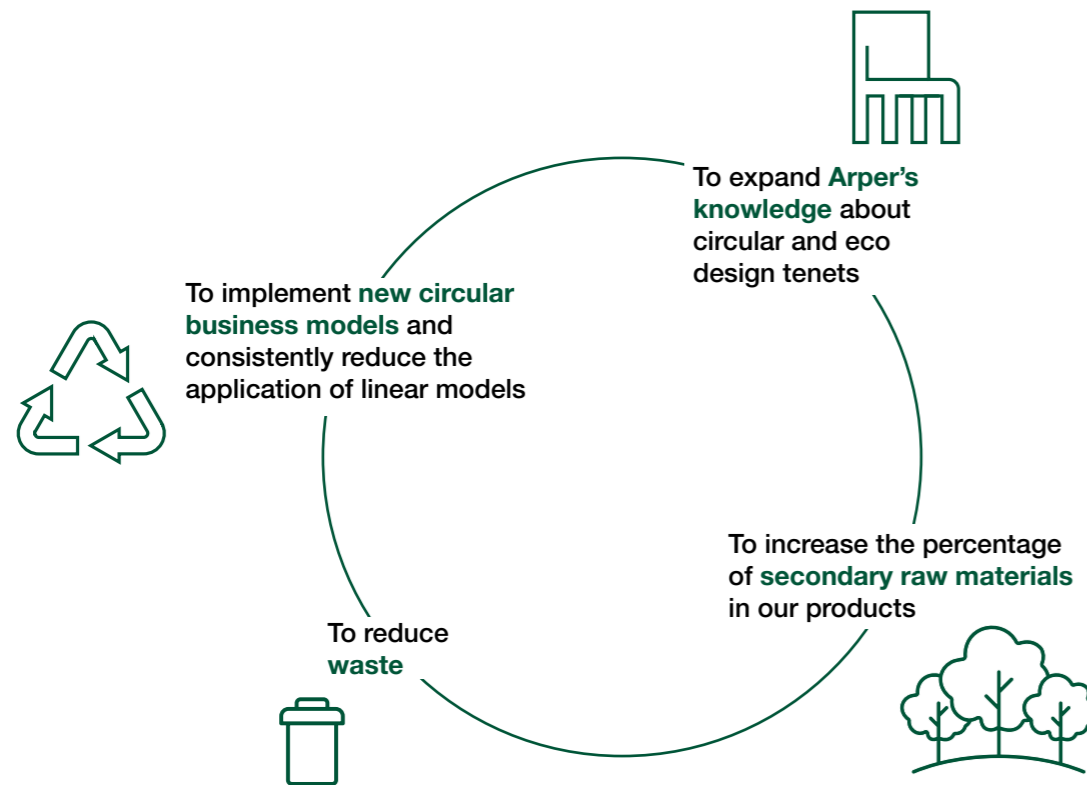 To expand Arper’s
knowledge about
circular and eco
design tenets
To implement new circular
business models and
consistently reduce the
application of linear models
To increase the percentage
of secondary raw materials
in our products
To reduce
waste